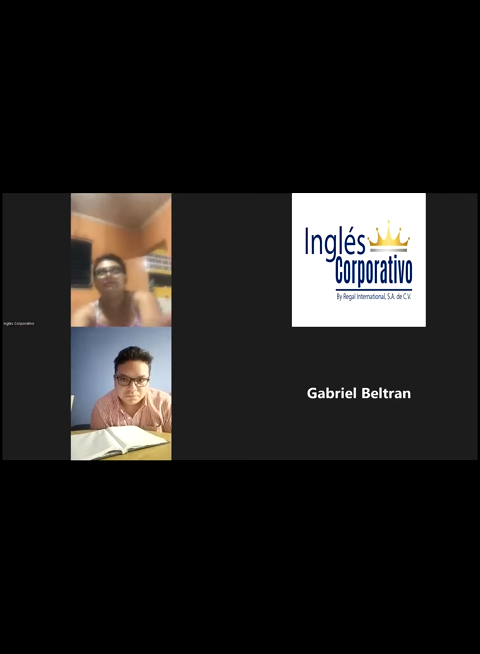 Inglés
Corporativo
By Regal International, S.A. de C.V.
Inglés Corporativo
Gabriel Beltran